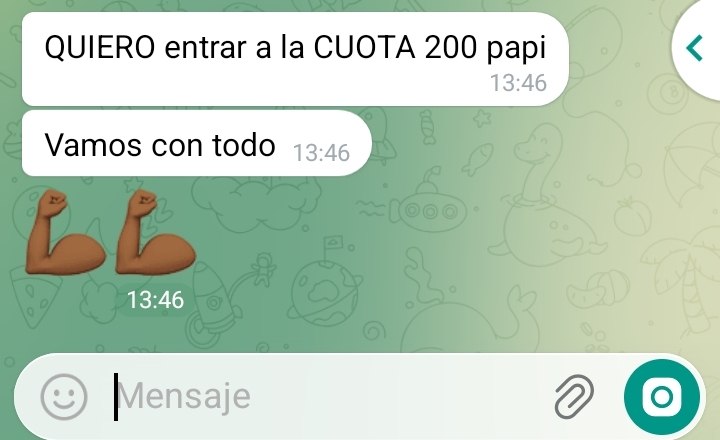 QUIERO entrar a la CUOTA 200 papi
13:46
Vamos con todo 13:46
13:46
Mensaje